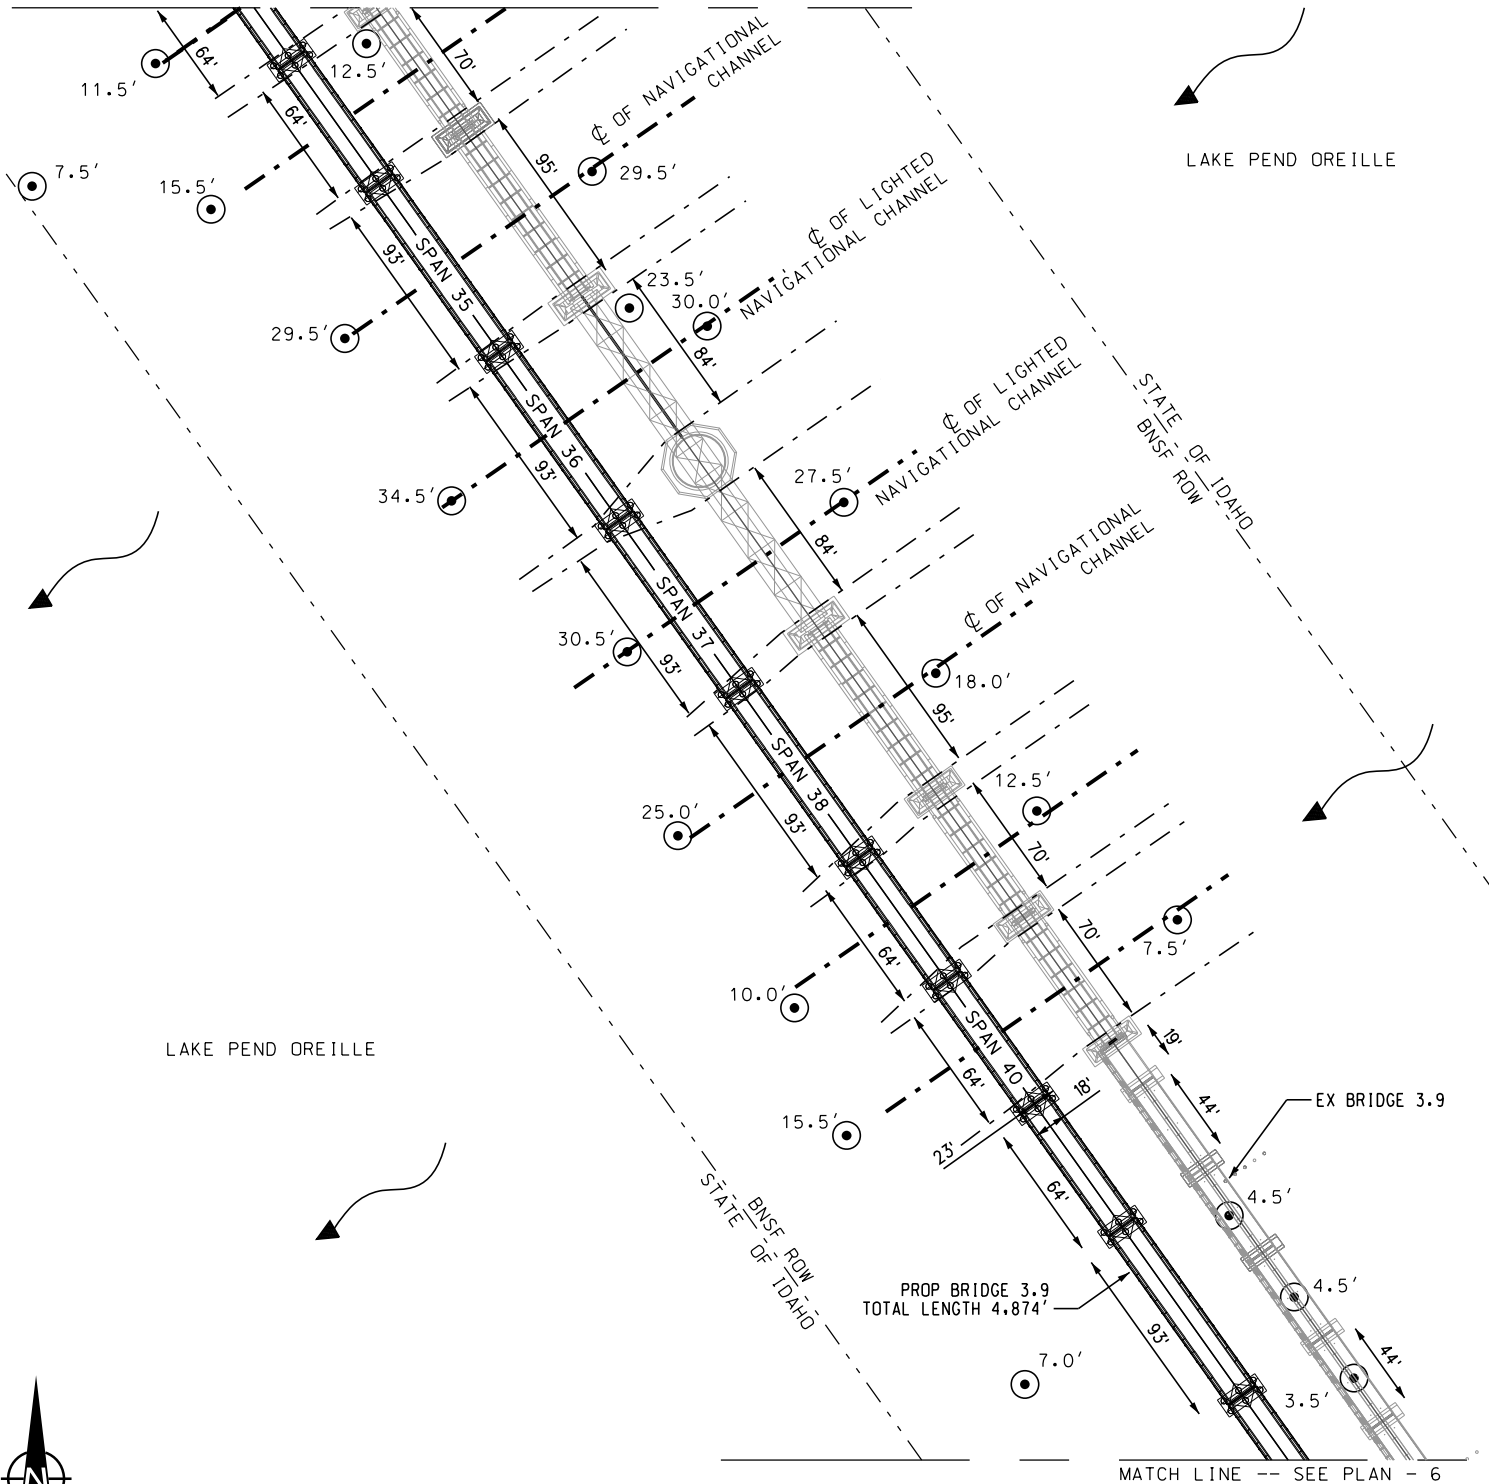 64'
11.5'
12.5'
70'
℄ OF NAVIGATIONAL
CHANNEL
64'
7.5'
15.5'
95'
29.5'
LAKE PEND OREILLE
℄ OF LIGHTED
NAVIGATIONAL CHANNEL
93'
SPAN 35
23.5'
30.0'
29.5'
84'
℄ OF LIGHTED
NAVIGATIONAL CHANNEL
STATE OF IDAHO
BNSF ROW
SPAN 36
93'
34.5'
27.5'
84'
℄ OF NAVIGATIONAL
CHANNEL
SPAN 37
30.5'
93'
18.0'
95'
SPAN 38
25.0'
93'
12.5'
70'
64'
10.0'
70'
7.5'
SPAN 40
64'
19'
LAKE PEND OREILLE
18'
44'
EX BRIDGE 3.9
15.5'
23'
64'
4.5'
BNSF ROW
STATE OF IDAHO
PROP BRIDGE 3.9
TOTAL LENGTH 4,874'
4.5'
93'
7.0'
44'
3.5'
N
MATCH LINE -- SEE PLAN - 6